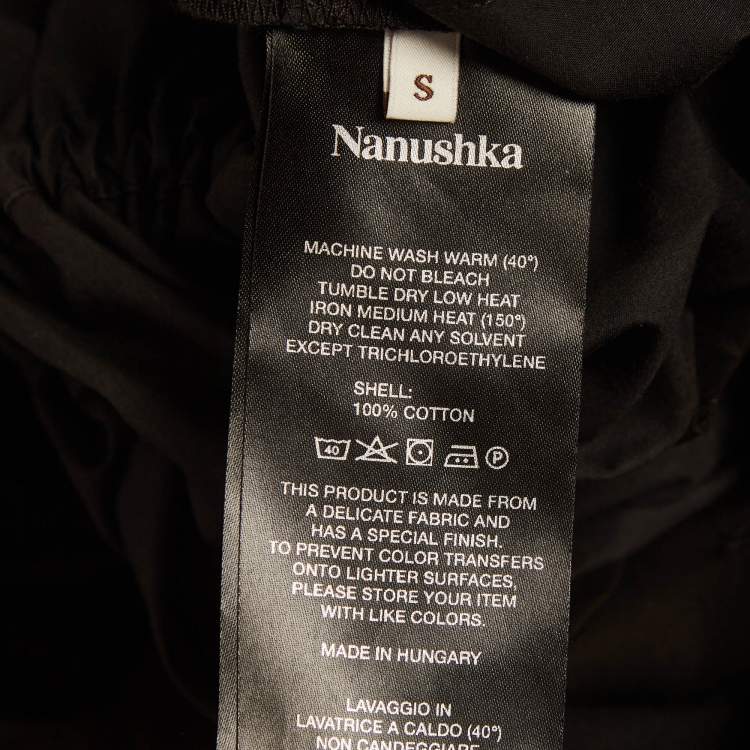 S
Nanushka
MACHINE WASH WARM (40°)
DO NOT BLEACH
TUMBLE DRY LOW HEAT
IRON MEDIUM HEAT (150°)
DRY CLEAN ANY SOLVENT
EXCEPT TRICHLOROETHYLENE
SHELL:
100% COTTON
40 P
THIS PRODUCT IS MADE FROM
A DELICATE FABRIC AND
HAS A SPECIAL FINISH.
TO PREVENT COLOR TRANSFERS
ONTO LIGHTER SURFACES,
PLEASE STORE YOUR ITEM
WITH LIKE COLORS.
MADE IN HUNGARY
LAVAGGIO IN
LAVATRICE A CALDO (40°)
NON CANDEGGIARE